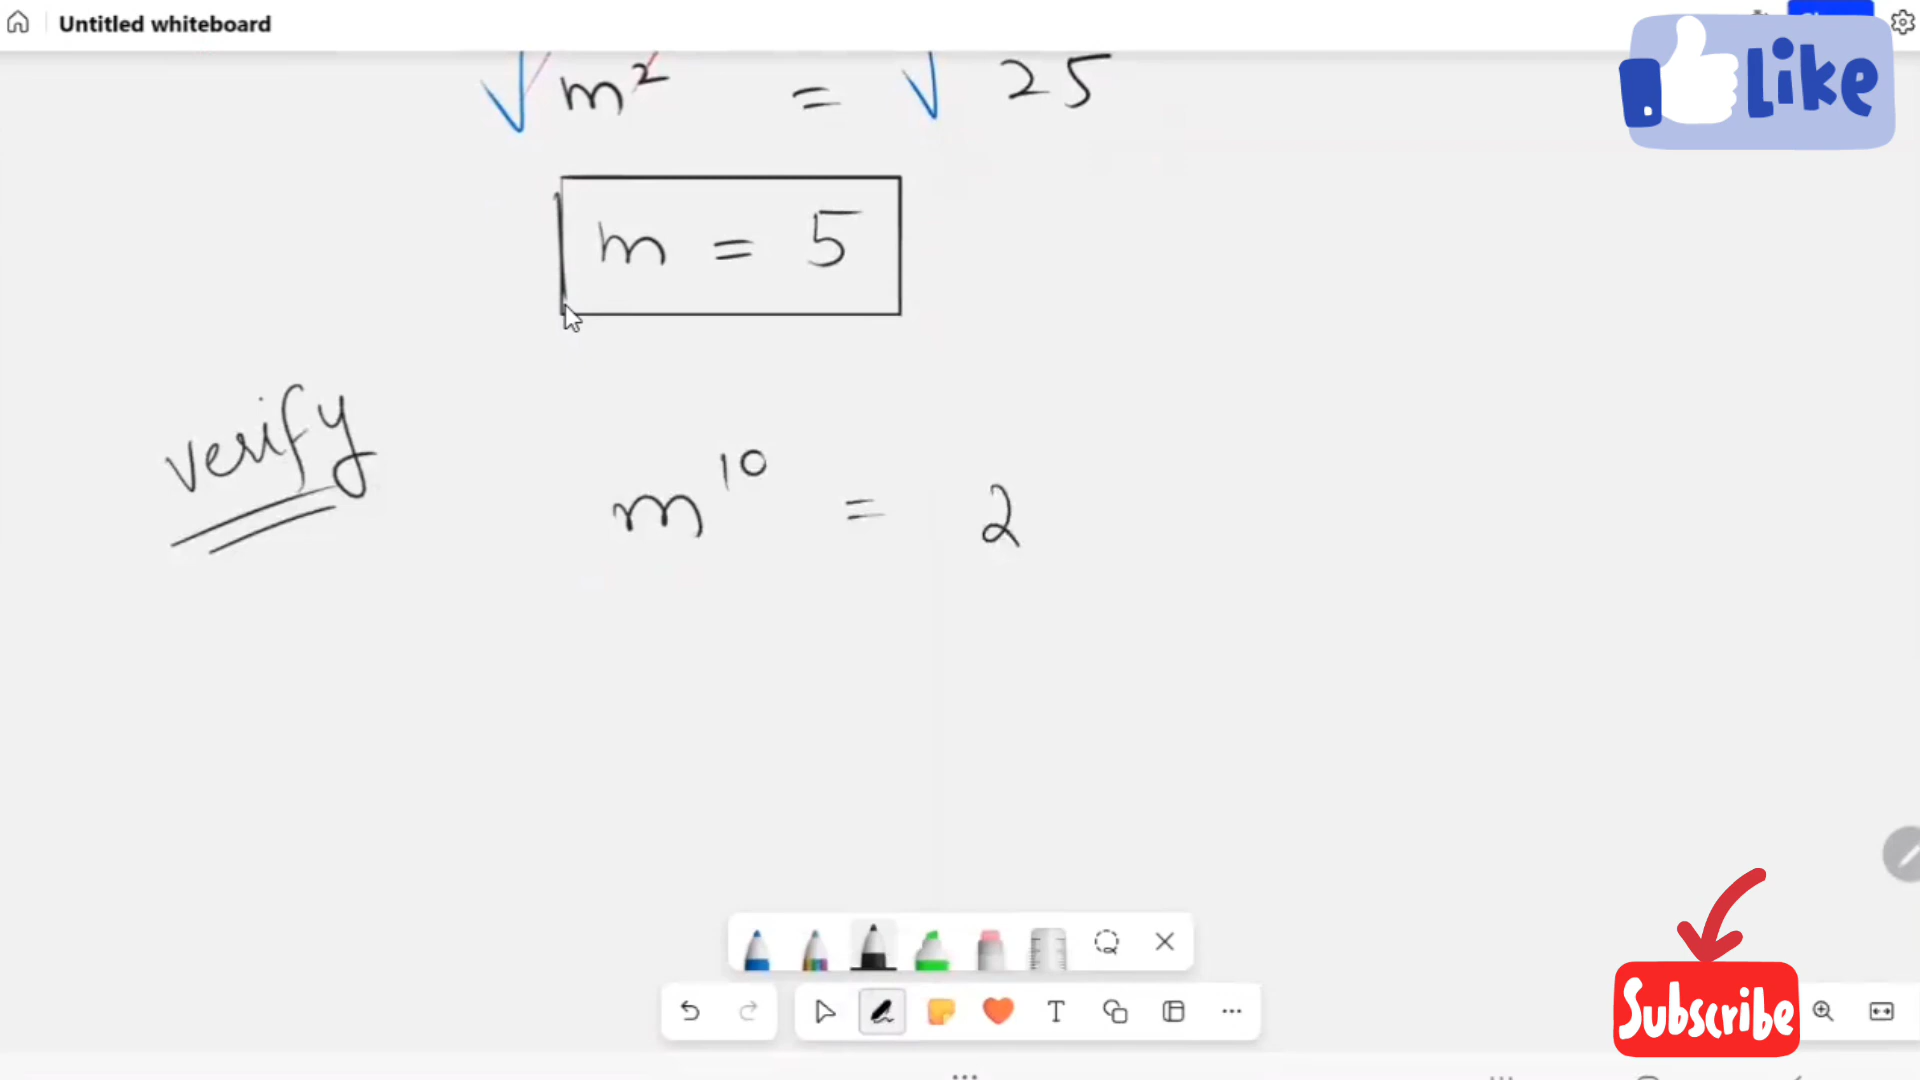 Untitled whiteboard
Like
√m² = √ 25
m = 5
verify
m¹⁰ = 2
T
Subscribe